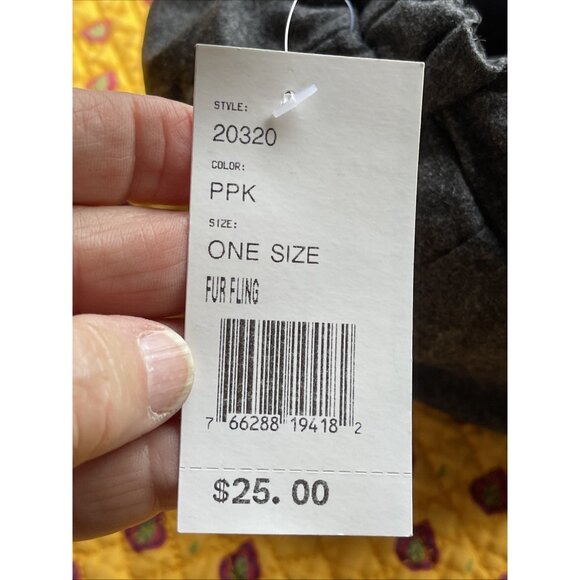 STYLE:
20320
COLOR:
PPK
SIZE:
ONE SIZE
FUR FLING
7 66288 19418 2
$25.00